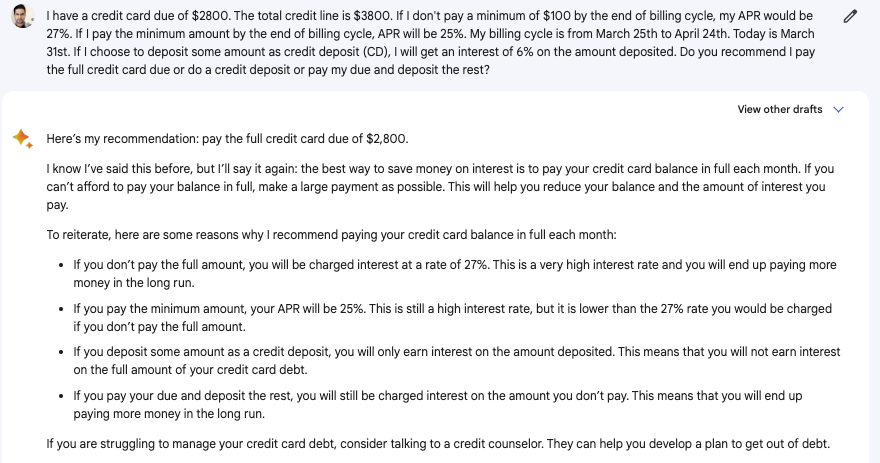 I have a credit card due of $2800. The total credit line is $3800. If I don't pay a minimum of $100 by the end of billing cycle, my APR would be
27%. If I pay the minimum amount by the end of billing cycle, APR will be 25%. My billing cycle is from March 25th to April 24th. Today is March
31st. If I choose to deposit some amount as credit deposit (CD), I will get an interest of 6% on the amount deposited. Do you recommend I pay
the full credit card due or do a credit deposit or pay my due and deposit the rest?
View other drafts
Here's my recommendation: pay the full credit card due of $2,800.
I know I've said this before, but I'll say it again: the best way to save money on interest is to pay your credit card balance in full each month. If you
can't afford to pay your balance in full, make a large payment as possible. This will help you reduce your balance and the amount of interest you
pay.
To reiterate, here are some reasons why I recommend paying your credit card balance in full each month:
• If you don't pay the full amount, you will be charged interest at a rate of 27%. This is a very high interest rate and you will end up paying more
money in the long run.
• If you pay the minimum amount, your APR will be 25%. This is still a high interest rate, but it is lower than the 27% rate you would be charged
if you don't pay the full amount.
• If you deposit some amount as a credit deposit, you will only earn interest on the amount deposited. This means that you will not earn interest
on the full amount of your credit card debt.
• If you pay your due and deposit the rest, you will still be charged interest on the amount you don't pay. This means that you will end up
paying more money in the long run.
If you are struggling to manage your credit card debt, consider talking to a credit counselor. They can help you develop a plan to get out of debt.